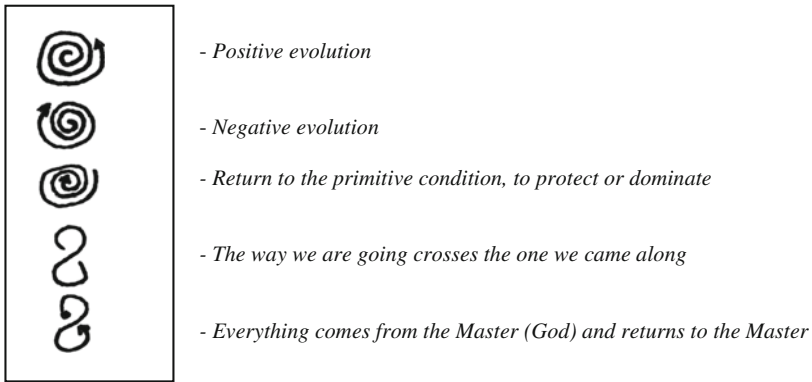 - Positive evolution
- Negative evolution
- Return to the primitive condition, to protect or dominate
- The way we are going crosses the one we came along
- Everything comes from the Master (God) and returns to the Master